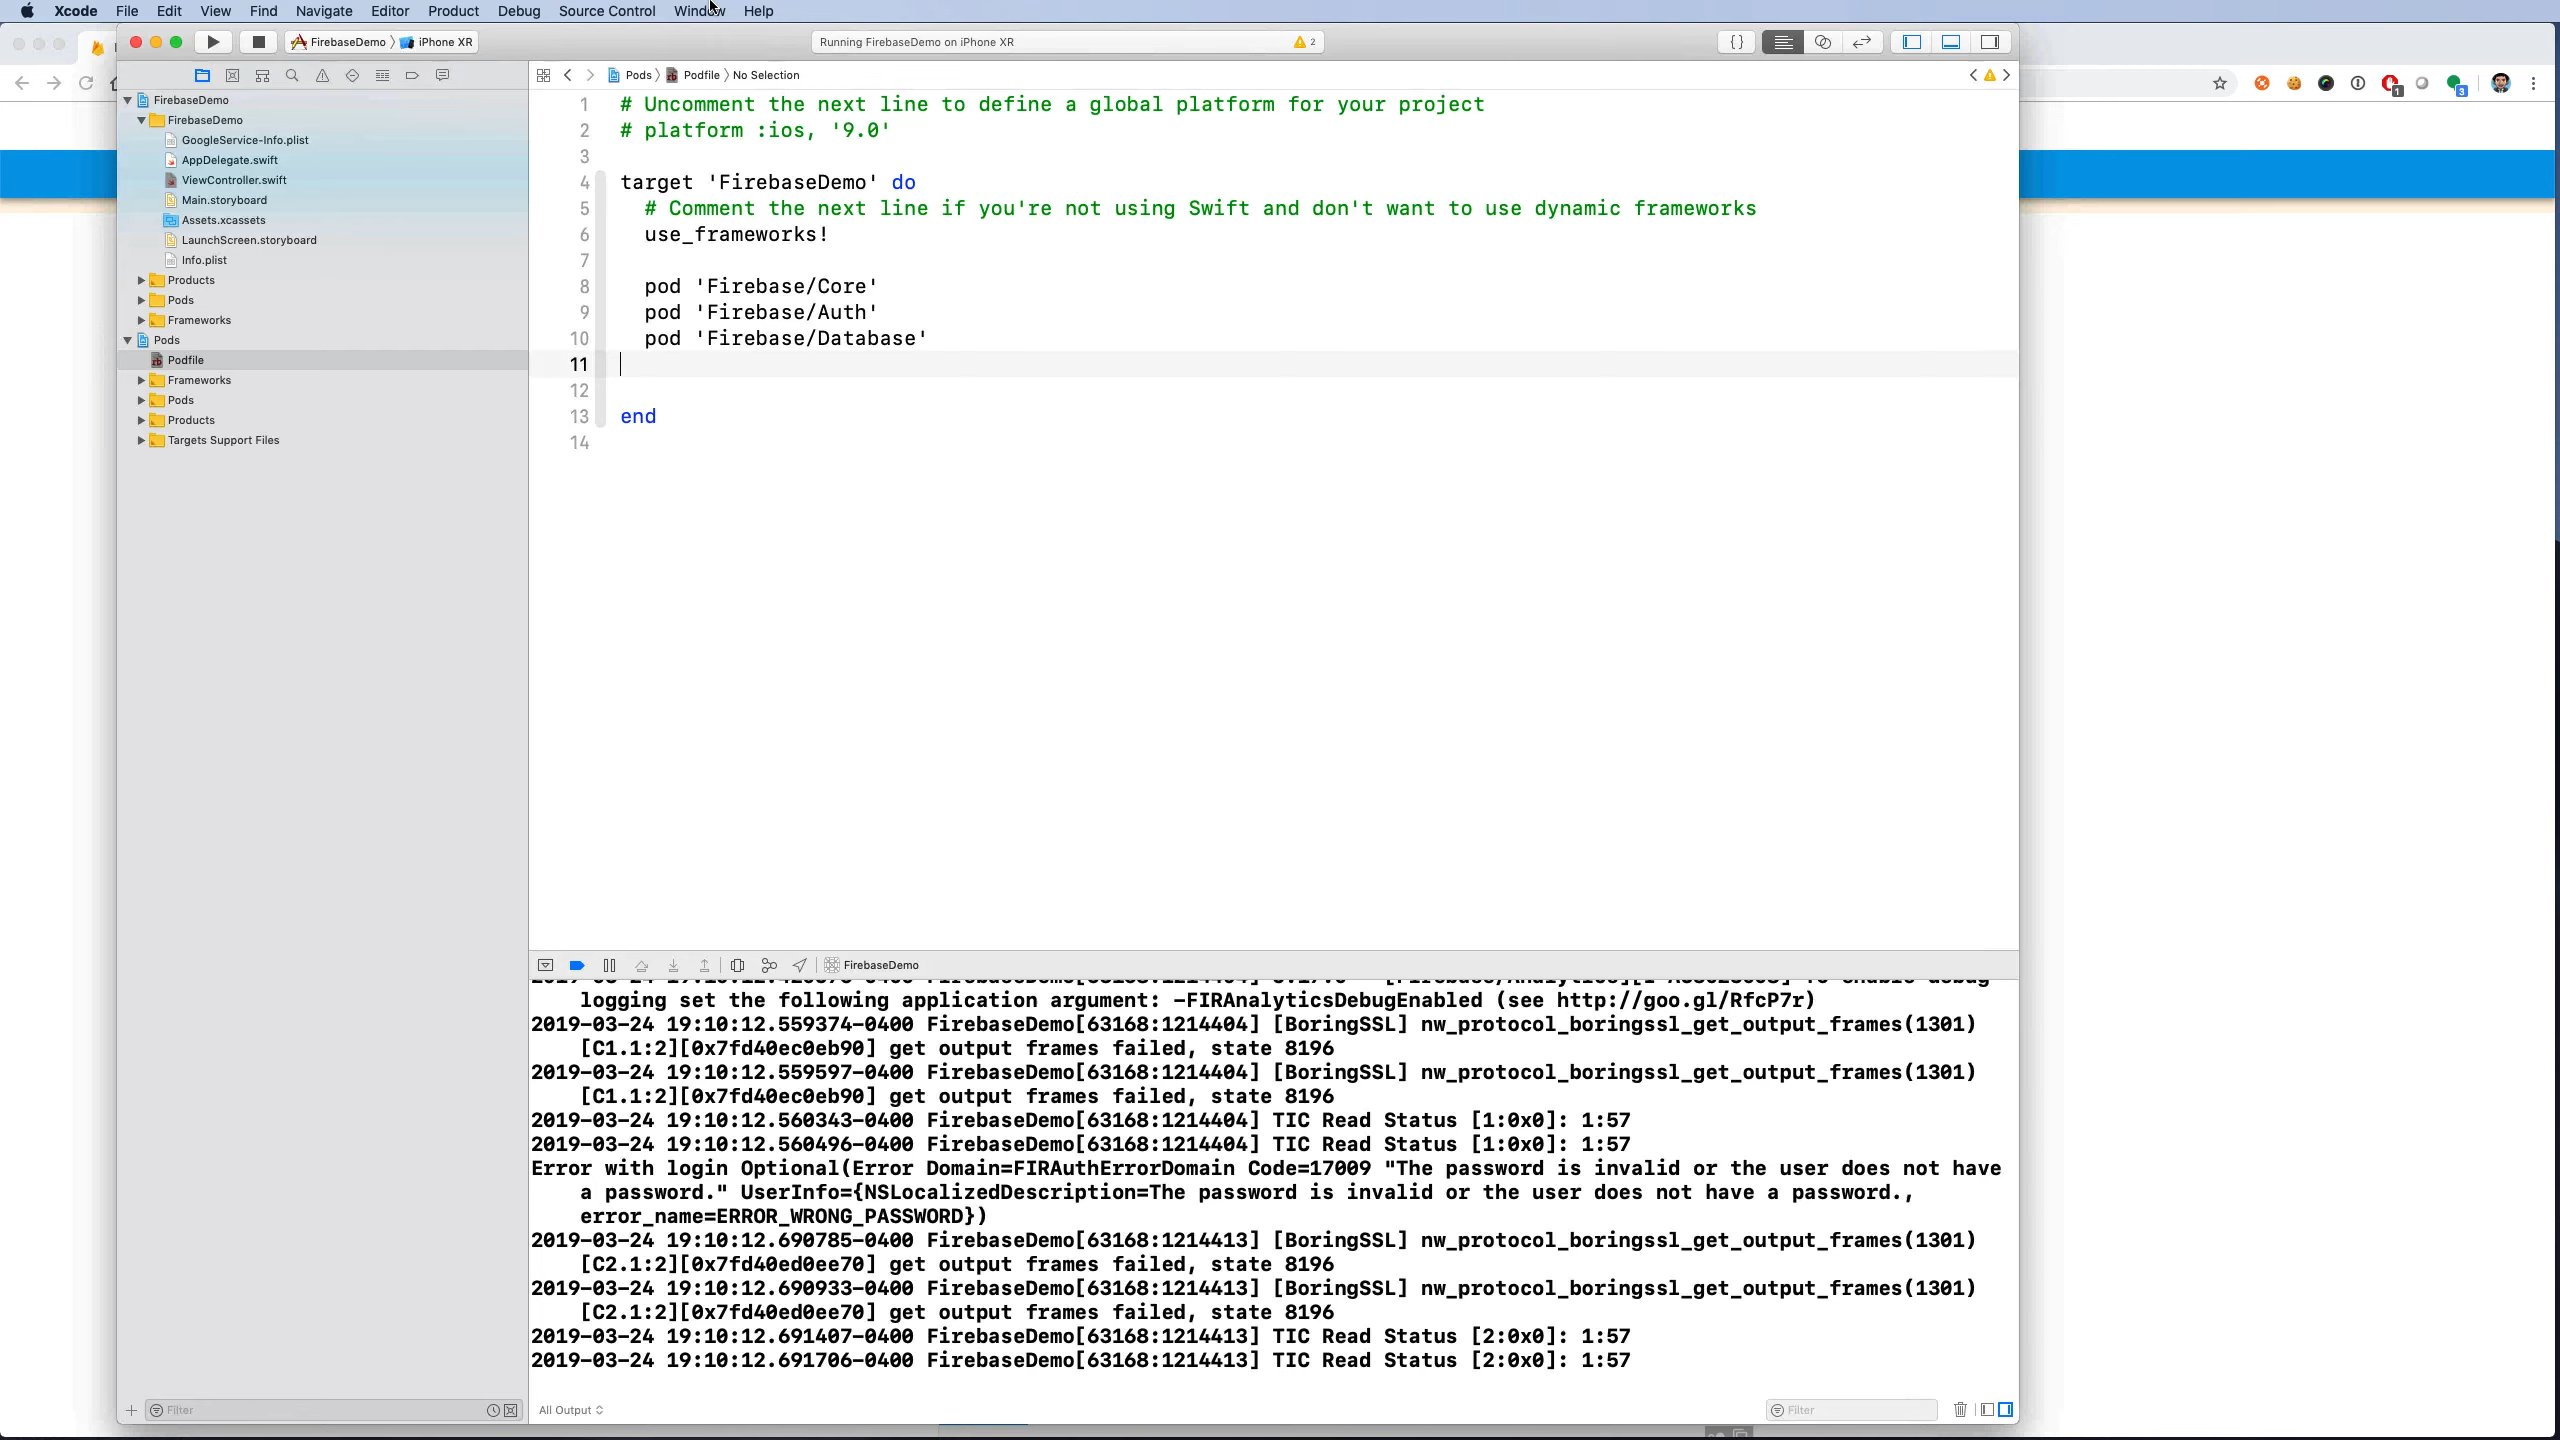 Xcode File Edit View Find Navigate Editor Product Debug Source Control Window Help
FirebaseDemo iPhone XR
Running FirebaseDemo on iPhone XR
2
1
3
Pods Podfile No Selection
FirebaseDemo
FirebaseDemo
GoogleService-Info.plist
AppDelegate.swift
ViewController.swift
Main.storyboard
Assets.xcassets
LaunchScreen.storyboard
Info.plist
Products
Pods
Frameworks
Pods
Podfile
Frameworks
Pods
Products
Targets Support Files
Filter
1 # Uncomment the next line to define a global platform for your project
2 # platform :ios, '9.0'
3
4 target 'FirebaseDemo' do
5 # Comment the next line if you're not using Swift and don't want to use dynamic frameworks
6 use_frameworks!
7
8 pod 'Firebase/Core'
9 pod 'Firebase/Auth'
10 pod 'Firebase/Database'
11
12
13 end
14
FirebaseDemo
logging set the following application argument: -FIRAnalyticsDebugEnabled (see http://goo.gl/RfcP7r)
2019-03-24 19:10:12.559374-0400 FirebaseDemo[63168:1214404] [BoringSSL] nw_protocol_boringssl_get_output_frames(1301)
[C1.1:2][0x7fd40ec0eb90] get output frames failed, state 8196
2019-03-24 19:10:12.559597-0400 FirebaseDemo[63168:1214404] [BoringSSL] nw_protocol_boringssl_get_output_frames(1301)
[C1.1:2][0x7fd40ec0eb90] get output frames failed, state 8196
2019-03-24 19:10:12.560343-0400 FirebaseDemo[63168:1214404] TIC Read Status [1:0x0]: 1:57
2019-03-24 19:10:12.560496-0400 FirebaseDemo[63168:1214404] TIC Read Status [1:0x0]: 1:57
Error with login Optional(Error Domain=FIRAuthErrorDomain Code=17009 "The password is invalid or the user does not have
a password." UserInfo={NSLocalizedDescription=The password is invalid or the user does not have a password.,
error_name=ERROR_WRONG_PASSWORD})
2019-03-24 19:10:12.690785-0400 FirebaseDemo[63168:1214413] [BoringSSL] nw_protocol_boringssl_get_output_frames(1301)
[C2.1:2][0x7fd40ed0ee70] get output frames failed, state 8196
2019-03-24 19:10:12.690933-0400 FirebaseDemo[63168:1214413] [BoringSSL] nw_protocol_boringssl_get_output_frames(1301)
[C2.1:2][0x7fd40ed0ee70] get output frames failed, state 8196
2019-03-24 19:10:12.691407-0400 FirebaseDemo[63168:1214413] TIC Read Status [2:0x0]: 1:57
2019-03-24 19:10:12.691706-0400 FirebaseDemo[63168:1214413] TIC Read Status [2:0x0]: 1:57
All Output
Filter